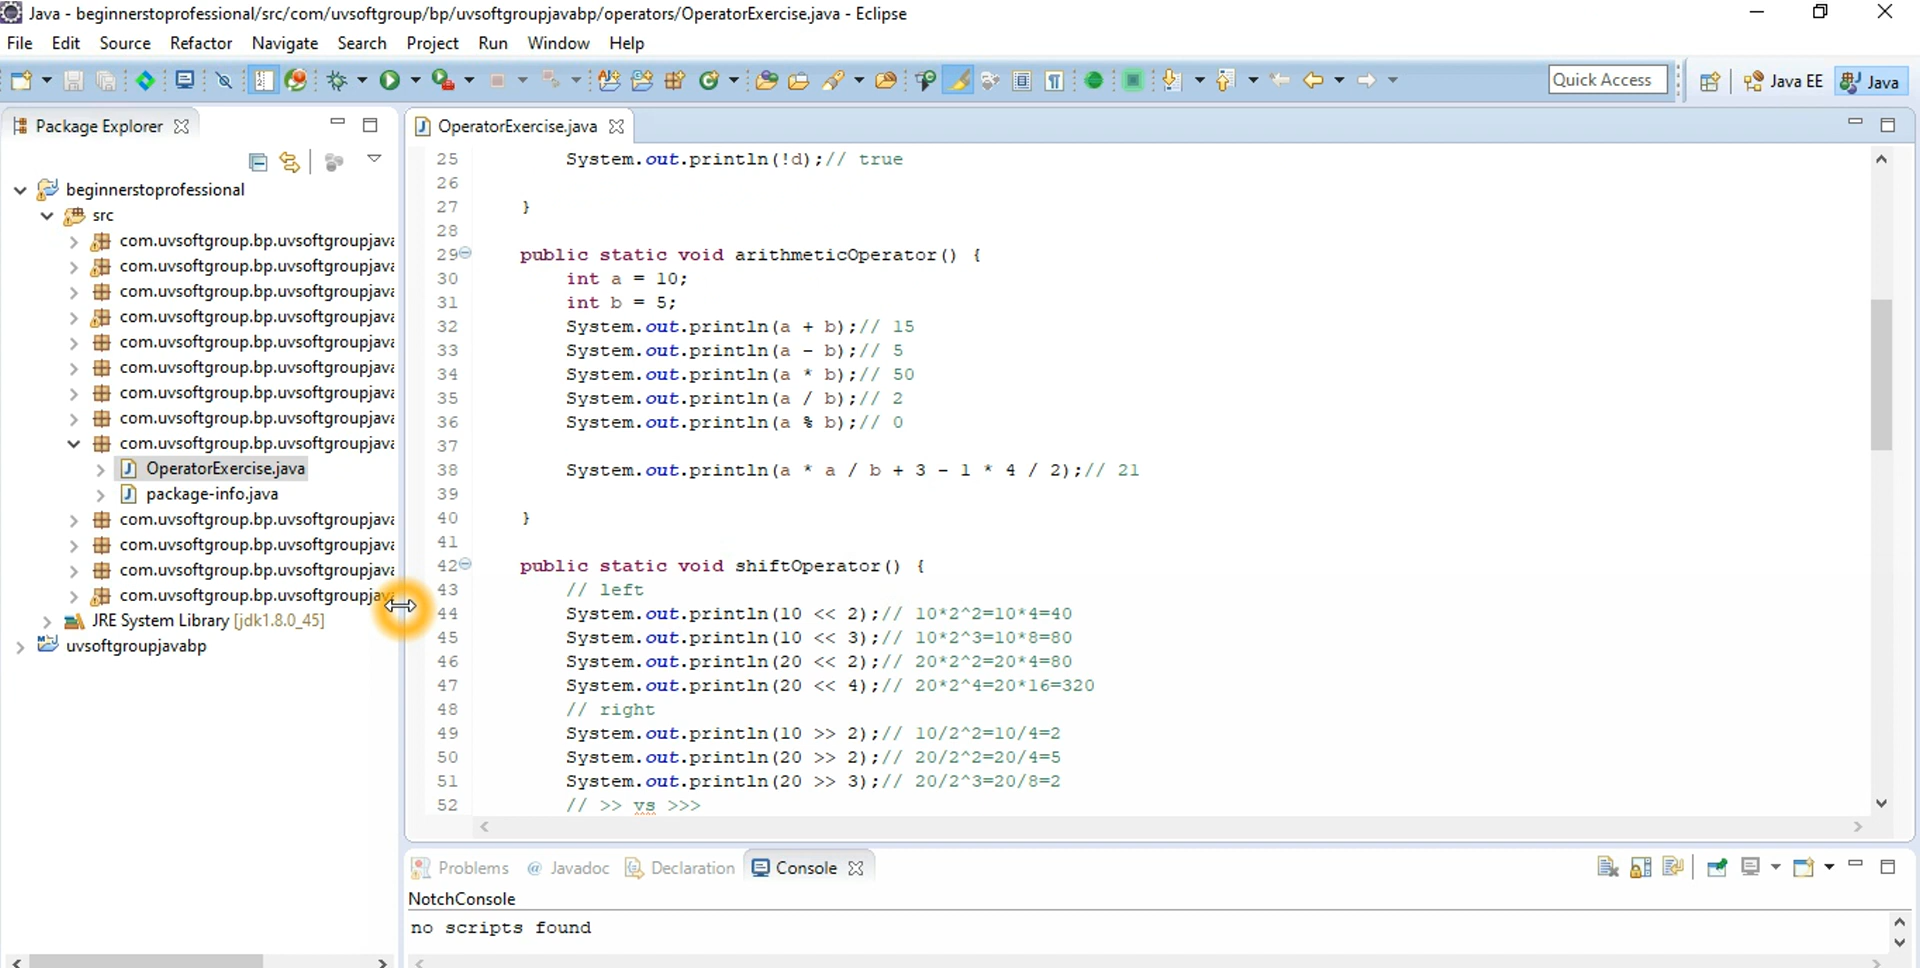 Java - beginnerstoprofessional/src/com/uvsoftgroup/bp/uvsoftgroupjavabp/operators/OperatorExercise.java - Eclipse
File Edit Source Refactor Navigate Search Project Run Window Help
Quick Access
Java EE
Java
Package Explorer
OperatorExercise.java
beginnerstoprofessional
src
com.uvsoftgroup.bp.uvsoftgroupjava
com.uvsoftgroup.bp.uvsoftgroupjava
com.uvsoftgroup.bp.uvsoftgroupjava
com.uvsoftgroup.bp.uvsoftgroupjava
com.uvsoftgroup.bp.uvsoftgroupjava
com.uvsoftgroup.bp.uvsoftgroupjava
com.uvsoftgroup.bp.uvsoftgroupjava
com.uvsoftgroup.bp.uvsoftgroupjava
com.uvsoftgroup.bp.uvsoftgroupjava
OperatorExercise.java
package-info.java
com.uvsoftgroup.bp.uvsoftgroupjava
com.uvsoftgroup.bp.uvsoftgroupjava
com.uvsoftgroup.bp.uvsoftgroupjava
com.uvsoftgroup.bp.uvsoftgroupjava
JRE System Library [jdk1.8.0_45]
uvsoftgroupjavabp
25 System.out.println(!d);// true
26
27 }
28
29 public static void arithmeticOperator() {
30 int a = 10;
31 int b = 5;
32 System.out.println(a + b);// 15
33 System.out.println(a - b);// 5
34 System.out.println(a * b);// 50
35 System.out.println(a / b);// 2
36 System.out.println(a % b);// 0
37
38 System.out.println(a * a / b + 3 - 1 * 4 / 2);// 21
39
40 }
41
42 public static void shiftOperator() {
43 // left
44 System.out.println(10 << 2);// 10*2^2=10*4=40
45 System.out.println(10 << 3);// 10*2^3=10*8=80
46 System.out.println(20 << 2);// 20*2^2=20*4=80
47 System.out.println(20 << 4);// 20*2^4=20*16=320
48 // right
49 System.out.println(10 >> 2);// 10/2^2=10/4=2
50 System.out.println(20 >> 2);// 20/2^2=20/4=5
51 System.out.println(20 >> 3);// 20/2^3=20/8=2
52 // >> vs >>>
Problems @ Javadoc Declaration Console
NotchConsole
no scripts found